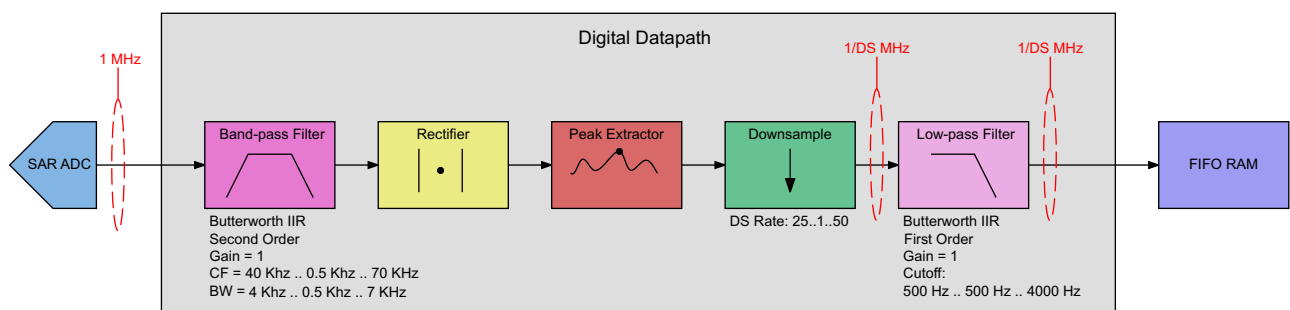 Digital Datapath
1 MHz
1/DS MHz
1/DS MHz
SAR ADC
Band-pass Filter
Rectifier
Peak Extractor
Downsample
Low-pass Filter
FIFO RAM
Butterworth IIR
Second Order
Gain = 1
CF = 40 Khz .. 0.5 Khz .. 70 KHz
BW = 4 Khz .. 0.5 Khz .. 7 KHz
DS Rate: 25..1..50
Butterworth IIR
First Order
Gain = 1
Cutoff:
500 Hz .. 500 Hz .. 4000 Hz